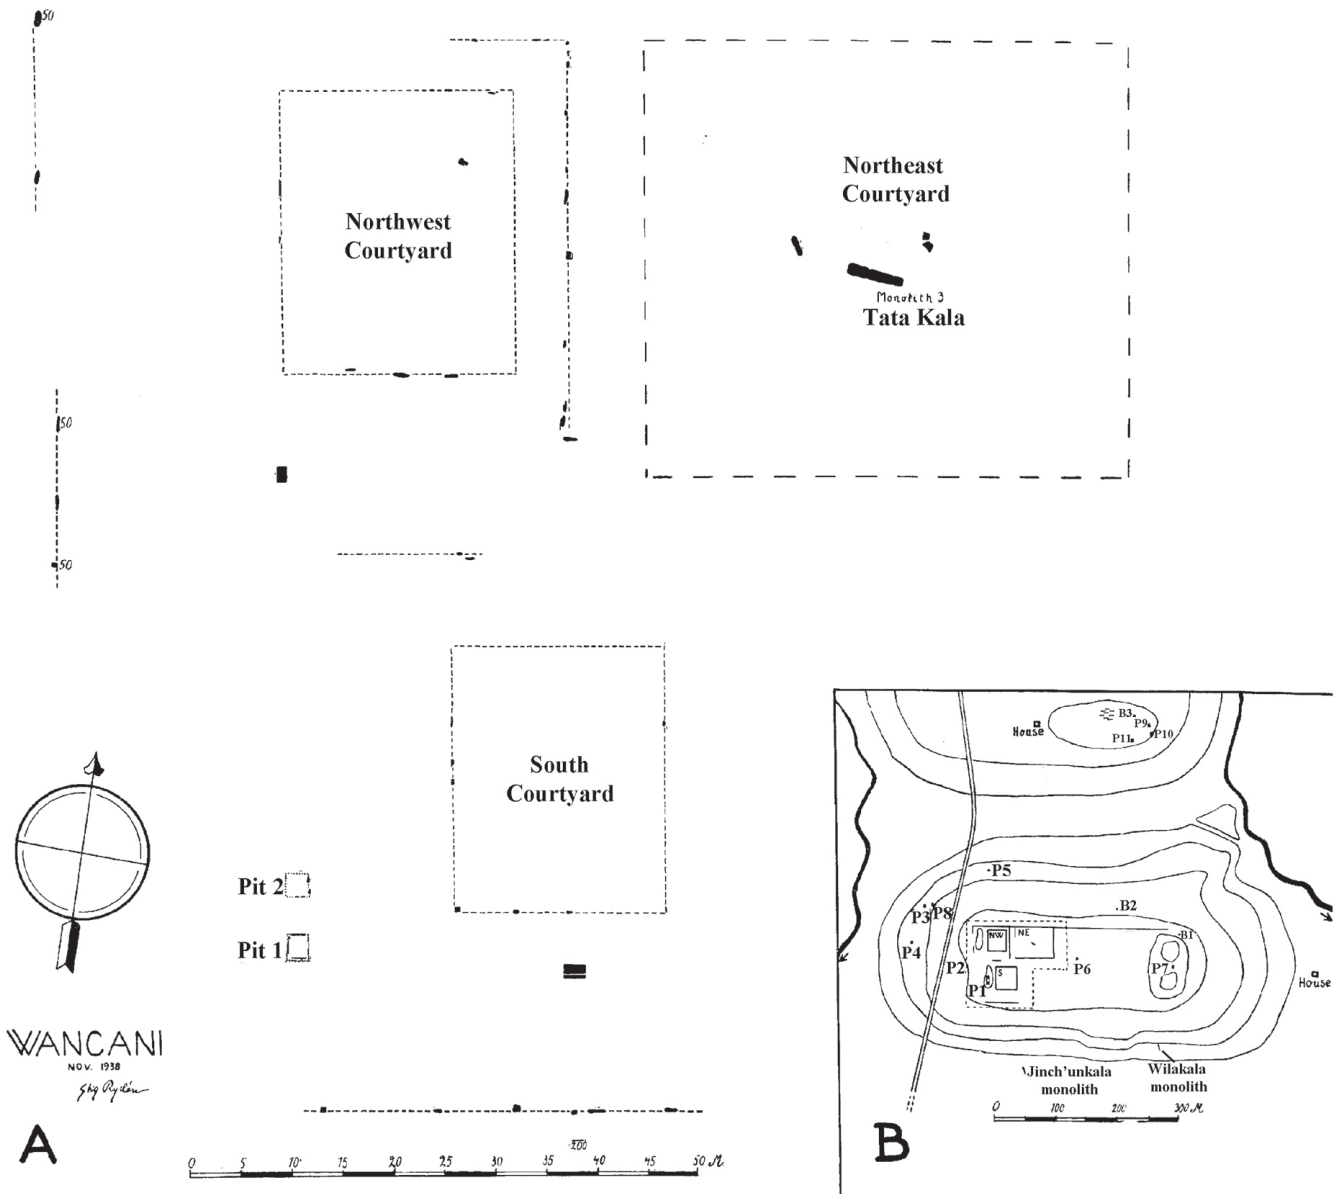 50
Northwest
Courtyard
Northeast
Courtyard
Monolith 3
Tata Kala
50
50
South
Courtyard
Pit 2
Pit 1
WANCANI
NOV. 1938
Stig Rydén
A
200
0 5 10 15 20 25 30 35 40 45 50 M
House
B3
P9
P11
P10
P5
P3
P8
B2
P4
NW
NE
B1
P2
P6
P7
S
P1
House
Jinch'unkala
monolith
Wilakala
monolith
0 100 200 300 M
B